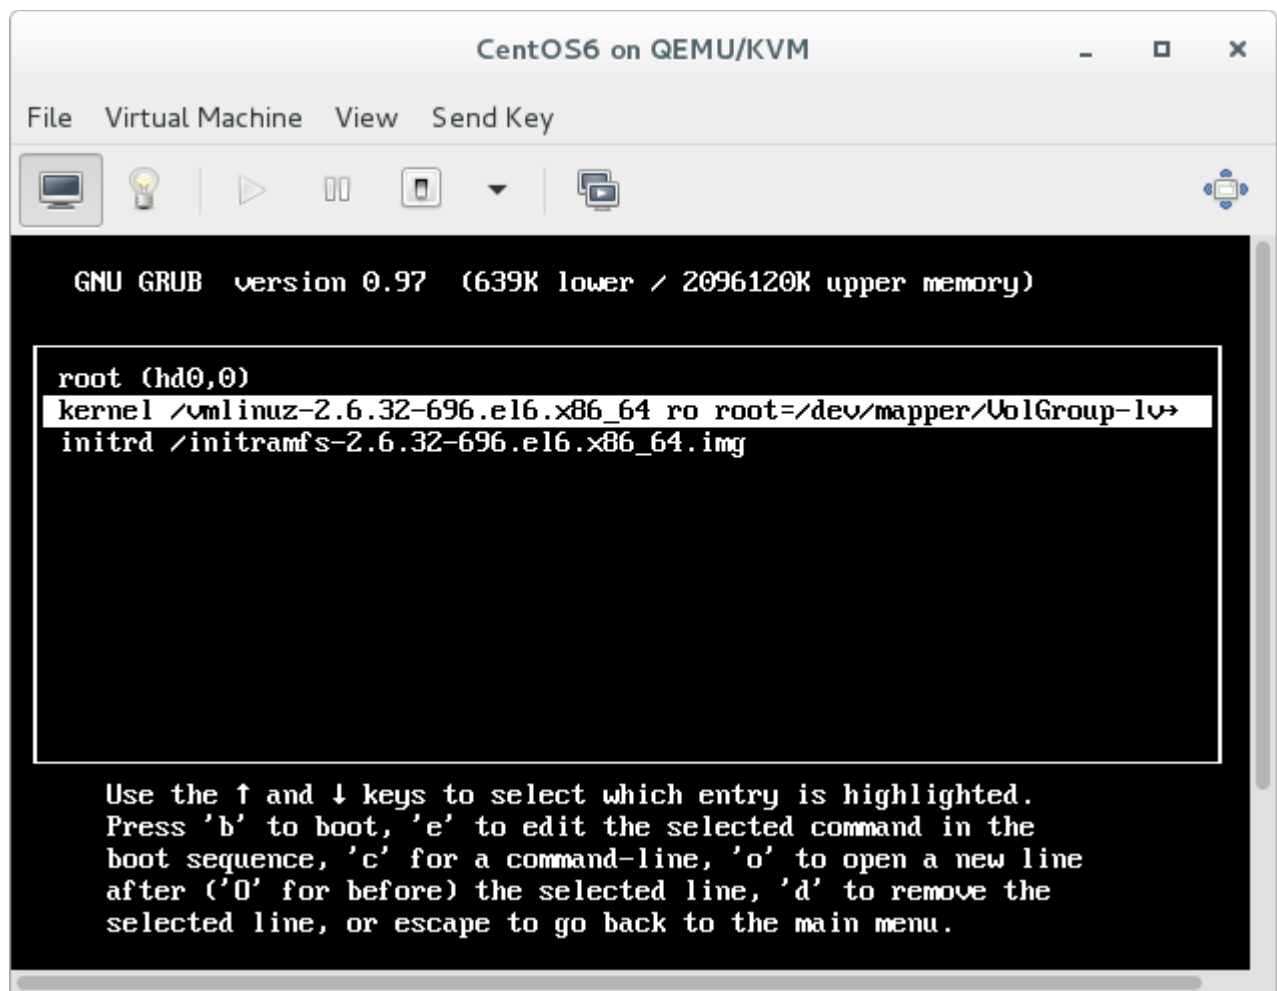 CentOS6 on QEMU/KVM
File Virtual Machine View Send Key
GNU GRUB version 0.97 (639K lower / 2096120K upper memory)
root (hd0,0)
kernel /vmlinuz-2.6.32-696.el6.x86_64 ro root=/dev/mapper/VolGroup-lv→
initrd /initramfs-2.6.32-696.el6.x86_64.img
Use the ↑ and ↓ keys to select which entry is highlighted.
Press 'b' to boot, 'e' to edit the selected command in the
boot sequence, 'c' for a command-line, 'o' to open a new line
after ('O' for before) the selected line, 'd' to remove the
selected line, or escape to go back to the main menu.